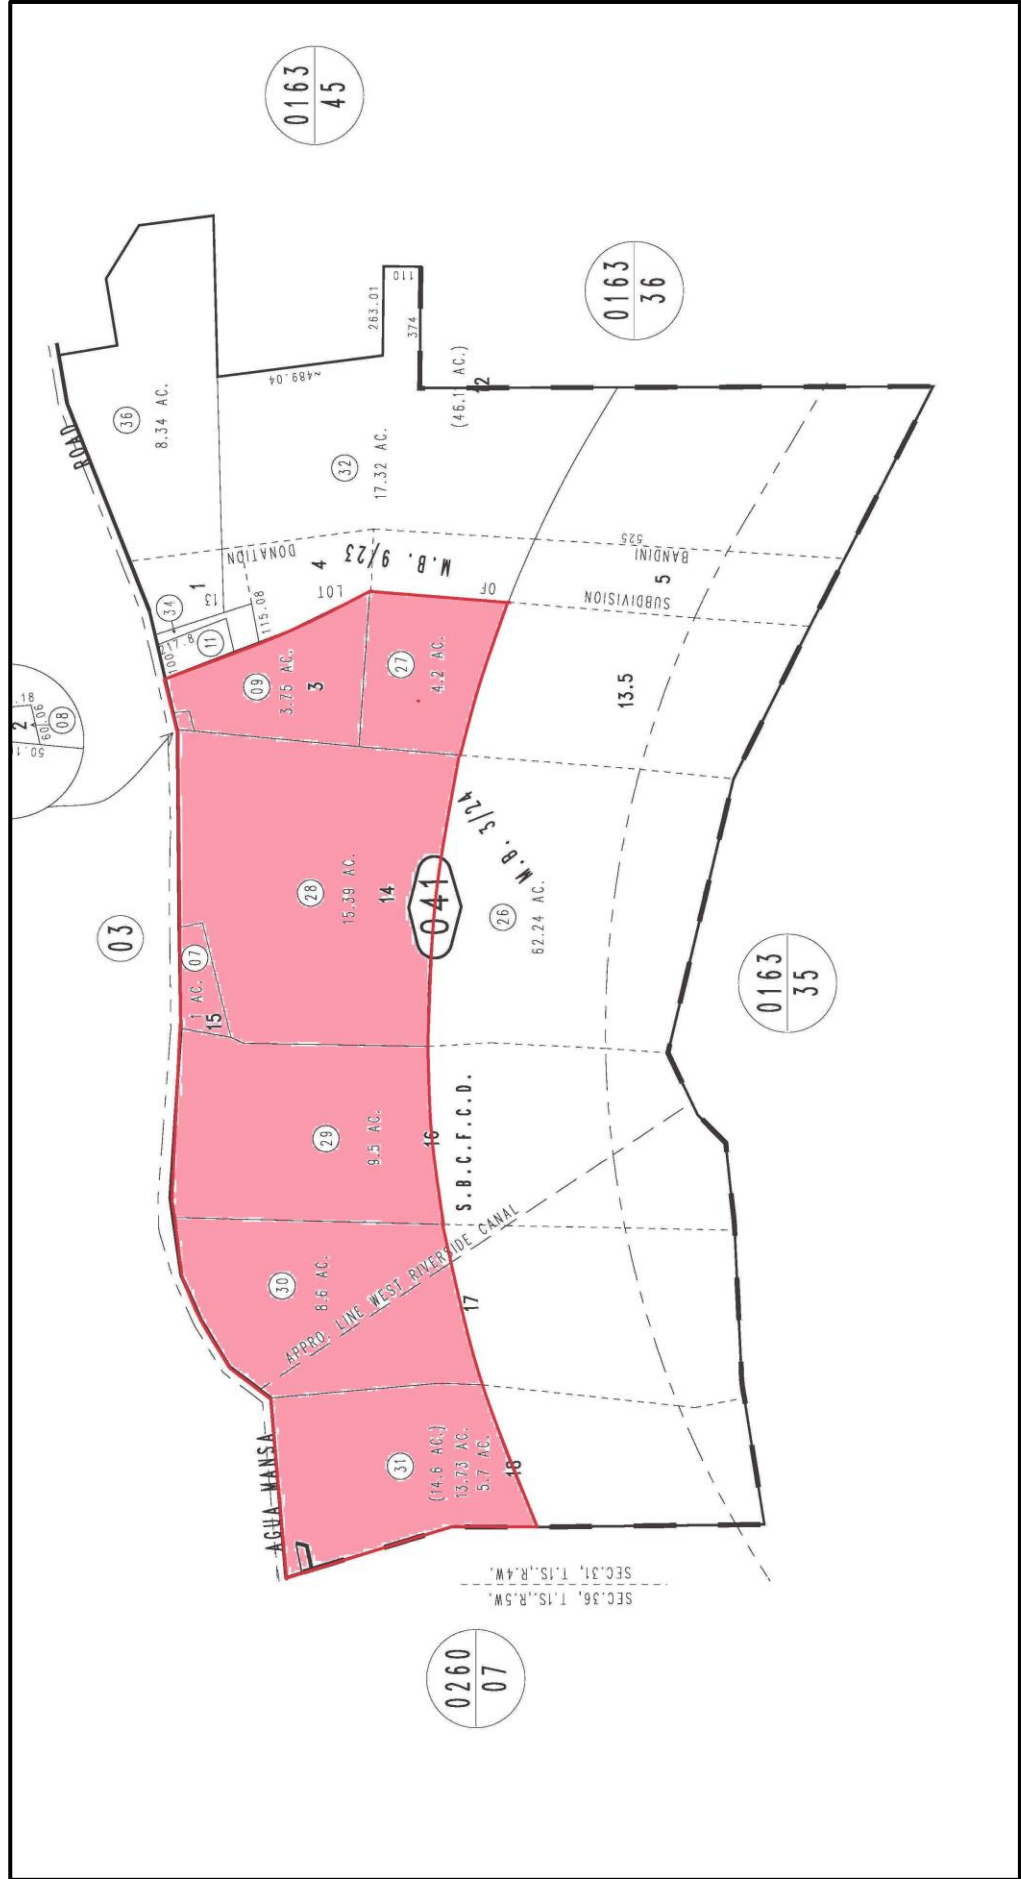 0163
45
0163
36
0163
35
0260
07
03
ROAD
36
8.34 AC.
~489.04
263.01
110
374
(46.1 AC.)
12
32
17.32 AC.
DONATION
M.B. 9/23
4
LOT
OF
525
BANDINI
5
SUBDIVISION
1
13
34
217.8
11
100
115.08
09
3.75 AC.
3
27
4.2 AC.
2
60.06
08
13.5
28
15.39 AC.
14
041
M.B. 3/24
26
62.24 AC.
07
1 AC.
15
29
9.5 AC.
16
S.B.C.F.C.D.
30
8.6 AC.
APPRO. LINE WEST RIVERSIDE CANAL
17
AGUA MANSA
31
(14.6 AC.)
13.73 AC.
5.7 AC.
18
SEC.31, T.1S.,R.4W.
SEC.36, T.1S.,R.5W.